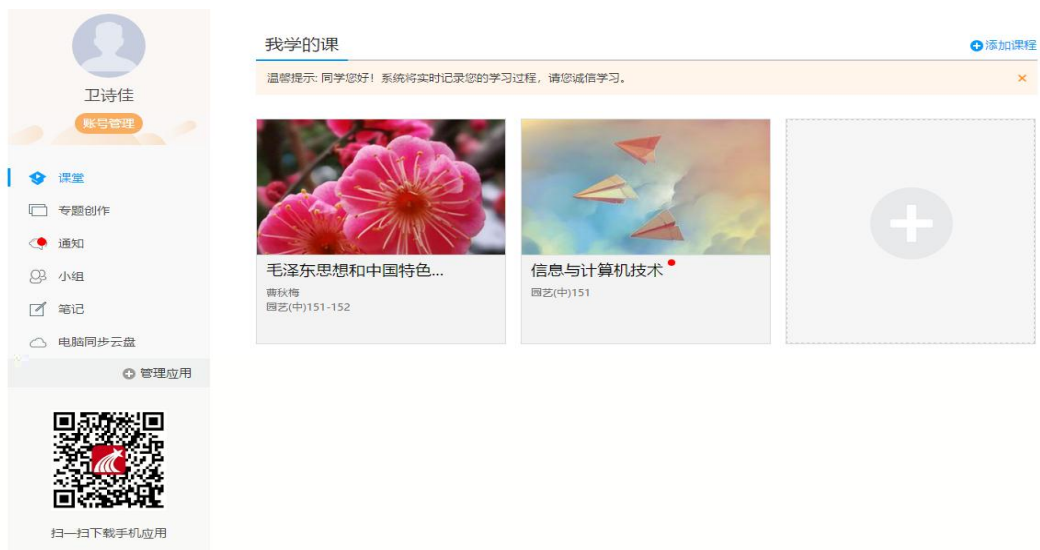 卫诗佳
账号管理
课堂
专题创作
通知
小组
笔记
电脑同步云盘
管理应用
扫一扫下载手机应用
我学的课
添加课程
温馨提示: 同学您好！系统将实时记录您的学习过程，请您诚信学习。
毛泽东思想和中国特色...
曹秋梅
园艺(中)151-152
信息与计算机技术
园艺(中)151